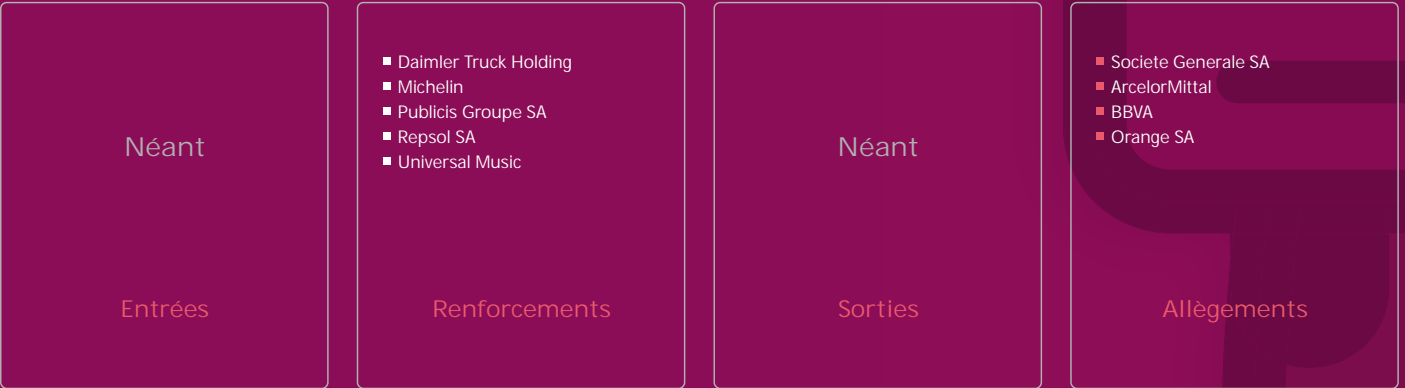 Néant
Entrées
Daimler Truck Holding
Michelin
Publicis Groupe SA
Repsol SA
Universal Music
Renforcements
Néant
Sorties
Societe Generale SA
ArcelorMittal
BBVA
Orange SA
Allègements